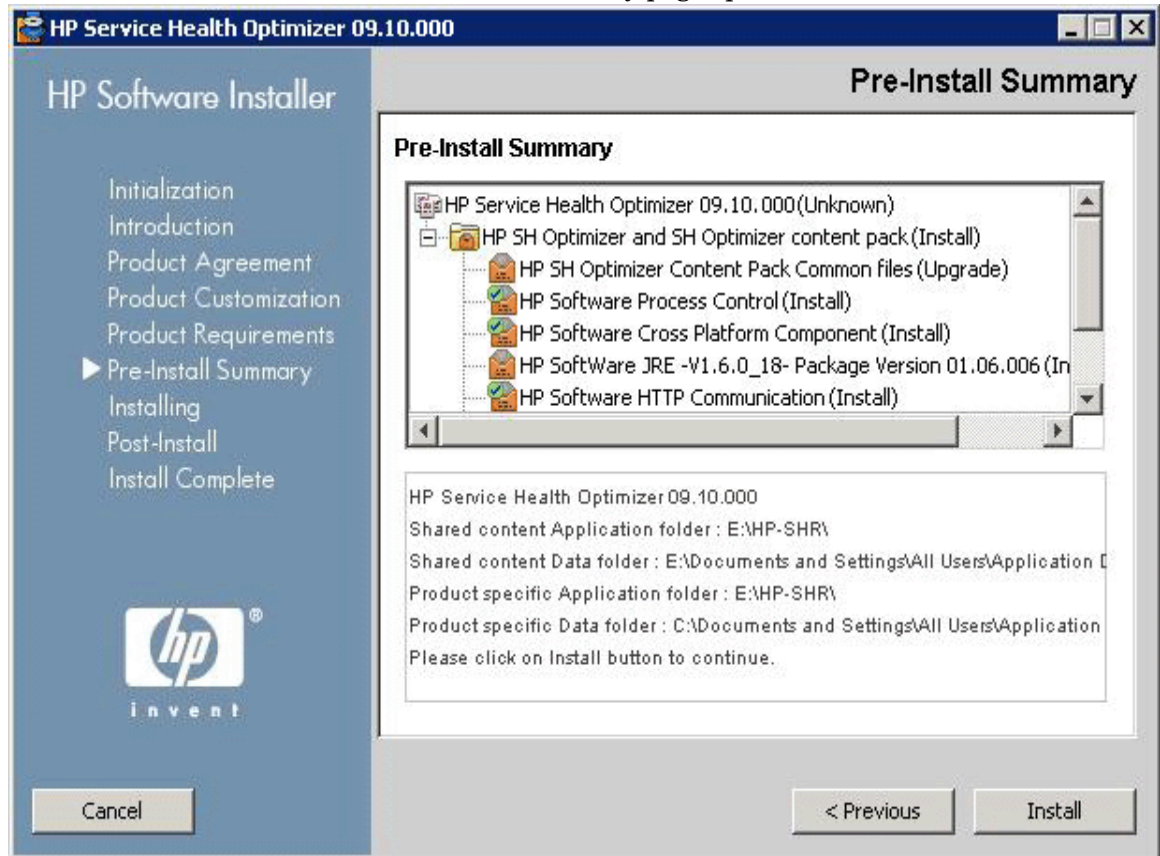 HP Service Health Optimizer 09.10.000
HP Software Installer
Initialization
Introduction
Product Agreement
Product Customization
Product Requirements
Pre-Install Summary
Installing
Post-Install
Install Complete
hp
®
invent
Pre-Install Summary
Pre-Install Summary
HP Service Health Optimizer 09.10.000(Unknown)
HP SH Optimizer and SH Optimizer content pack(Install)
HP SH Optimizer Content Pack Common files(Upgrade)
HP Software Process Control(Install)
HP Software Cross Platform Component(Install)
HP SoftWare JRE -V1.6.0_18- Package Version 01.06.006(In
HP Software HTTP Communication(Install)
HP Service Health Optimizer 09.10.000
Shared content Application folder : E:\HP-SHR\
Shared content Data folder : E:\Documents and Settings\All Users\Application
Product specific Application folder : E:\HP-SHR\
Product specific Data folder : C:\Documents and Settings\All Users\Application
Please click on Install button to continue.
Cancel
< Previous
Install